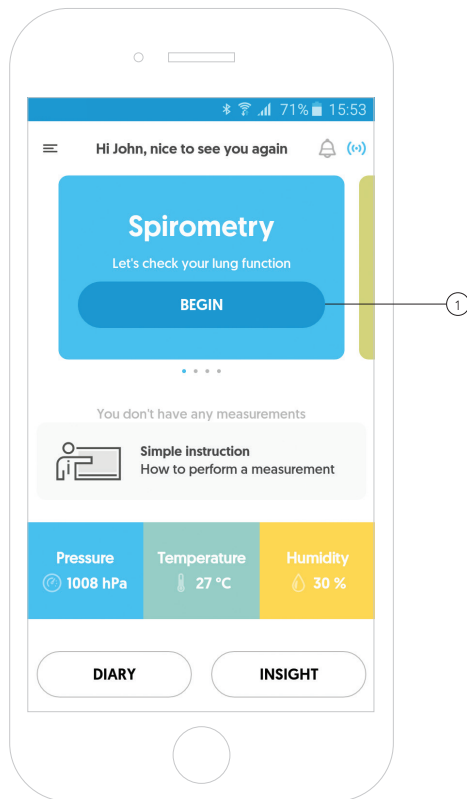 71% 15:53
Hi John, nice to see you again
Spirometry
Let's check your lung function
BEGIN
1
You don't have any measurements
Simple instruction
How to perform a measurement
Pressure
1008 hPa
Temperature
27 °C
Humidity
30 %
DIARY
INSIGHT